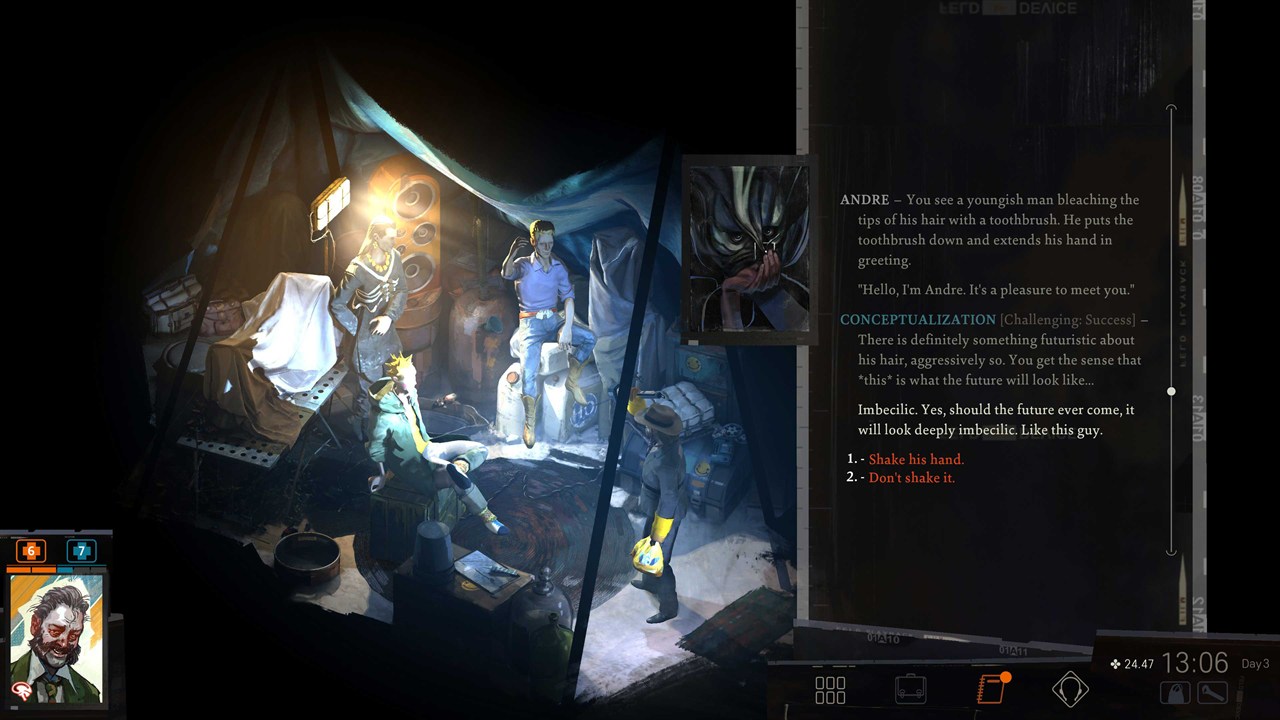 ANDRE – You see a youngish man bleaching the
tips of his hair with a toothbrush. He puts the
toothbrush down and extends his hand in
greeting.
"Hello, I'm Andre. It's a pleasure to meet you."
CONCEPTUALIZATION [Challenging: Success] –
There is definitely something futuristic about
his hair, aggressively so. You get the sense that
*this* is what the future will look like...
Imbecilic. Yes, should the future ever come, it
will look deeply imbecilic. Like this guy.
1. - Shake his hand.
2. - Don't shake it.
6
7
24.47 13:06 Day 3